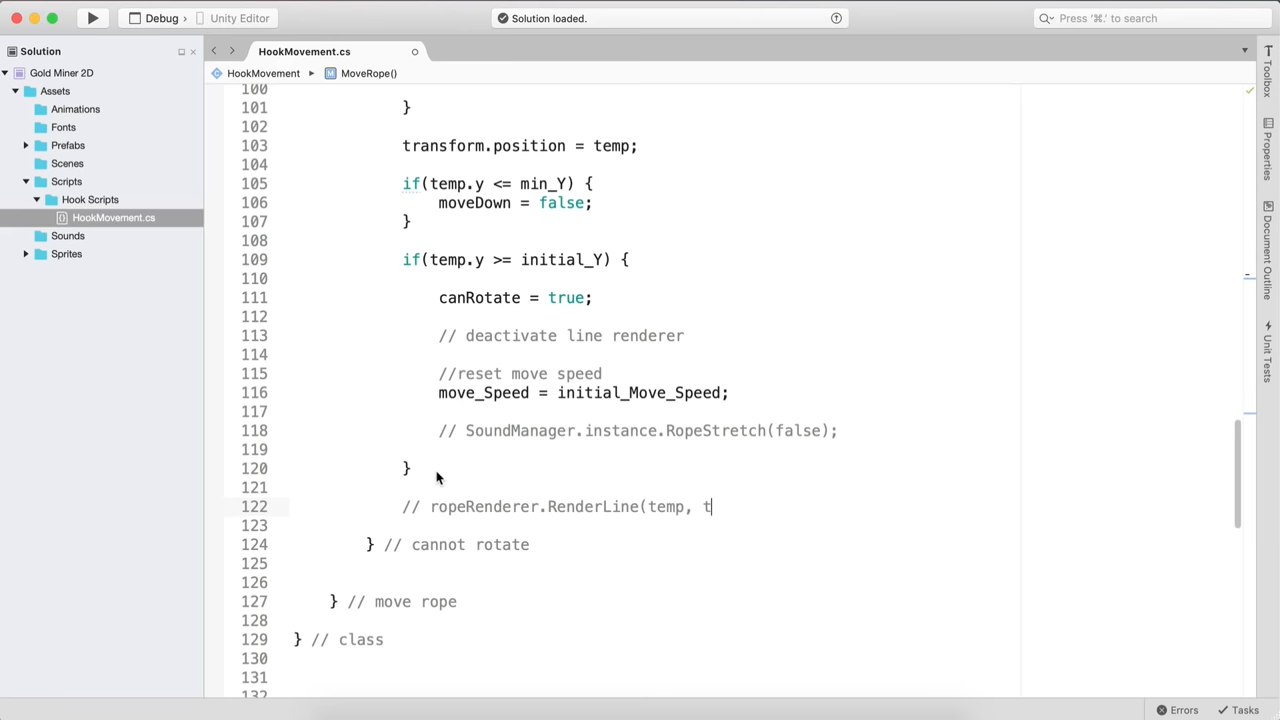 Debug › Unity Editor
Solution loaded.
Press '⌘.' to search
Solution
HookMovement.cs
Gold Miner 2D
HookMovement ▸ M MoveRope()
Assets
Animations
Fonts
Prefabs
Scenes
Scripts
Hook Scripts
{} HookMovement.cs
Sounds
Sprites
100
101 }
102
103 transform.position = temp;
104
105 if(temp.y <= min_Y) {
106 moveDown = false;
107 }
108
109 if(temp.y >= initial_Y) {
110
111 canRotate = true;
112
113 // deactivate line renderer
114
115 //reset move speed
116 move_Speed = initial_Move_Speed;
117
118 // SoundManager.instance.RopeStretch(false);
119
120 }
121
122 // ropeRenderer.RenderLine(temp, t
123
124 } // cannot rotate
125
126
127 } // move rope
128
129 } // class
130
131
132
Toolbox
Properties
Document Outline
Unit Tests
Errors
Tasks